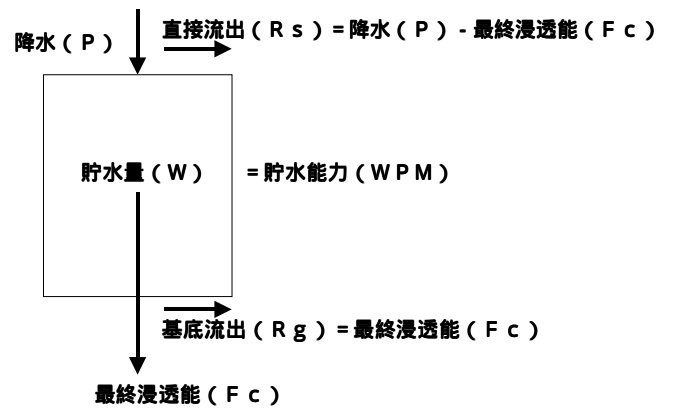 直接流出（Ｒｓ）＝降水（Ｐ）-最終浸透能（Ｆｃ）
降水（Ｐ）
貯水量（Ｗ） ＝貯水能力（ＷＰＭ）
基底流出（Ｒｇ）＝最終浸透能（Ｆｃ）
最終浸透能（Ｆｃ）